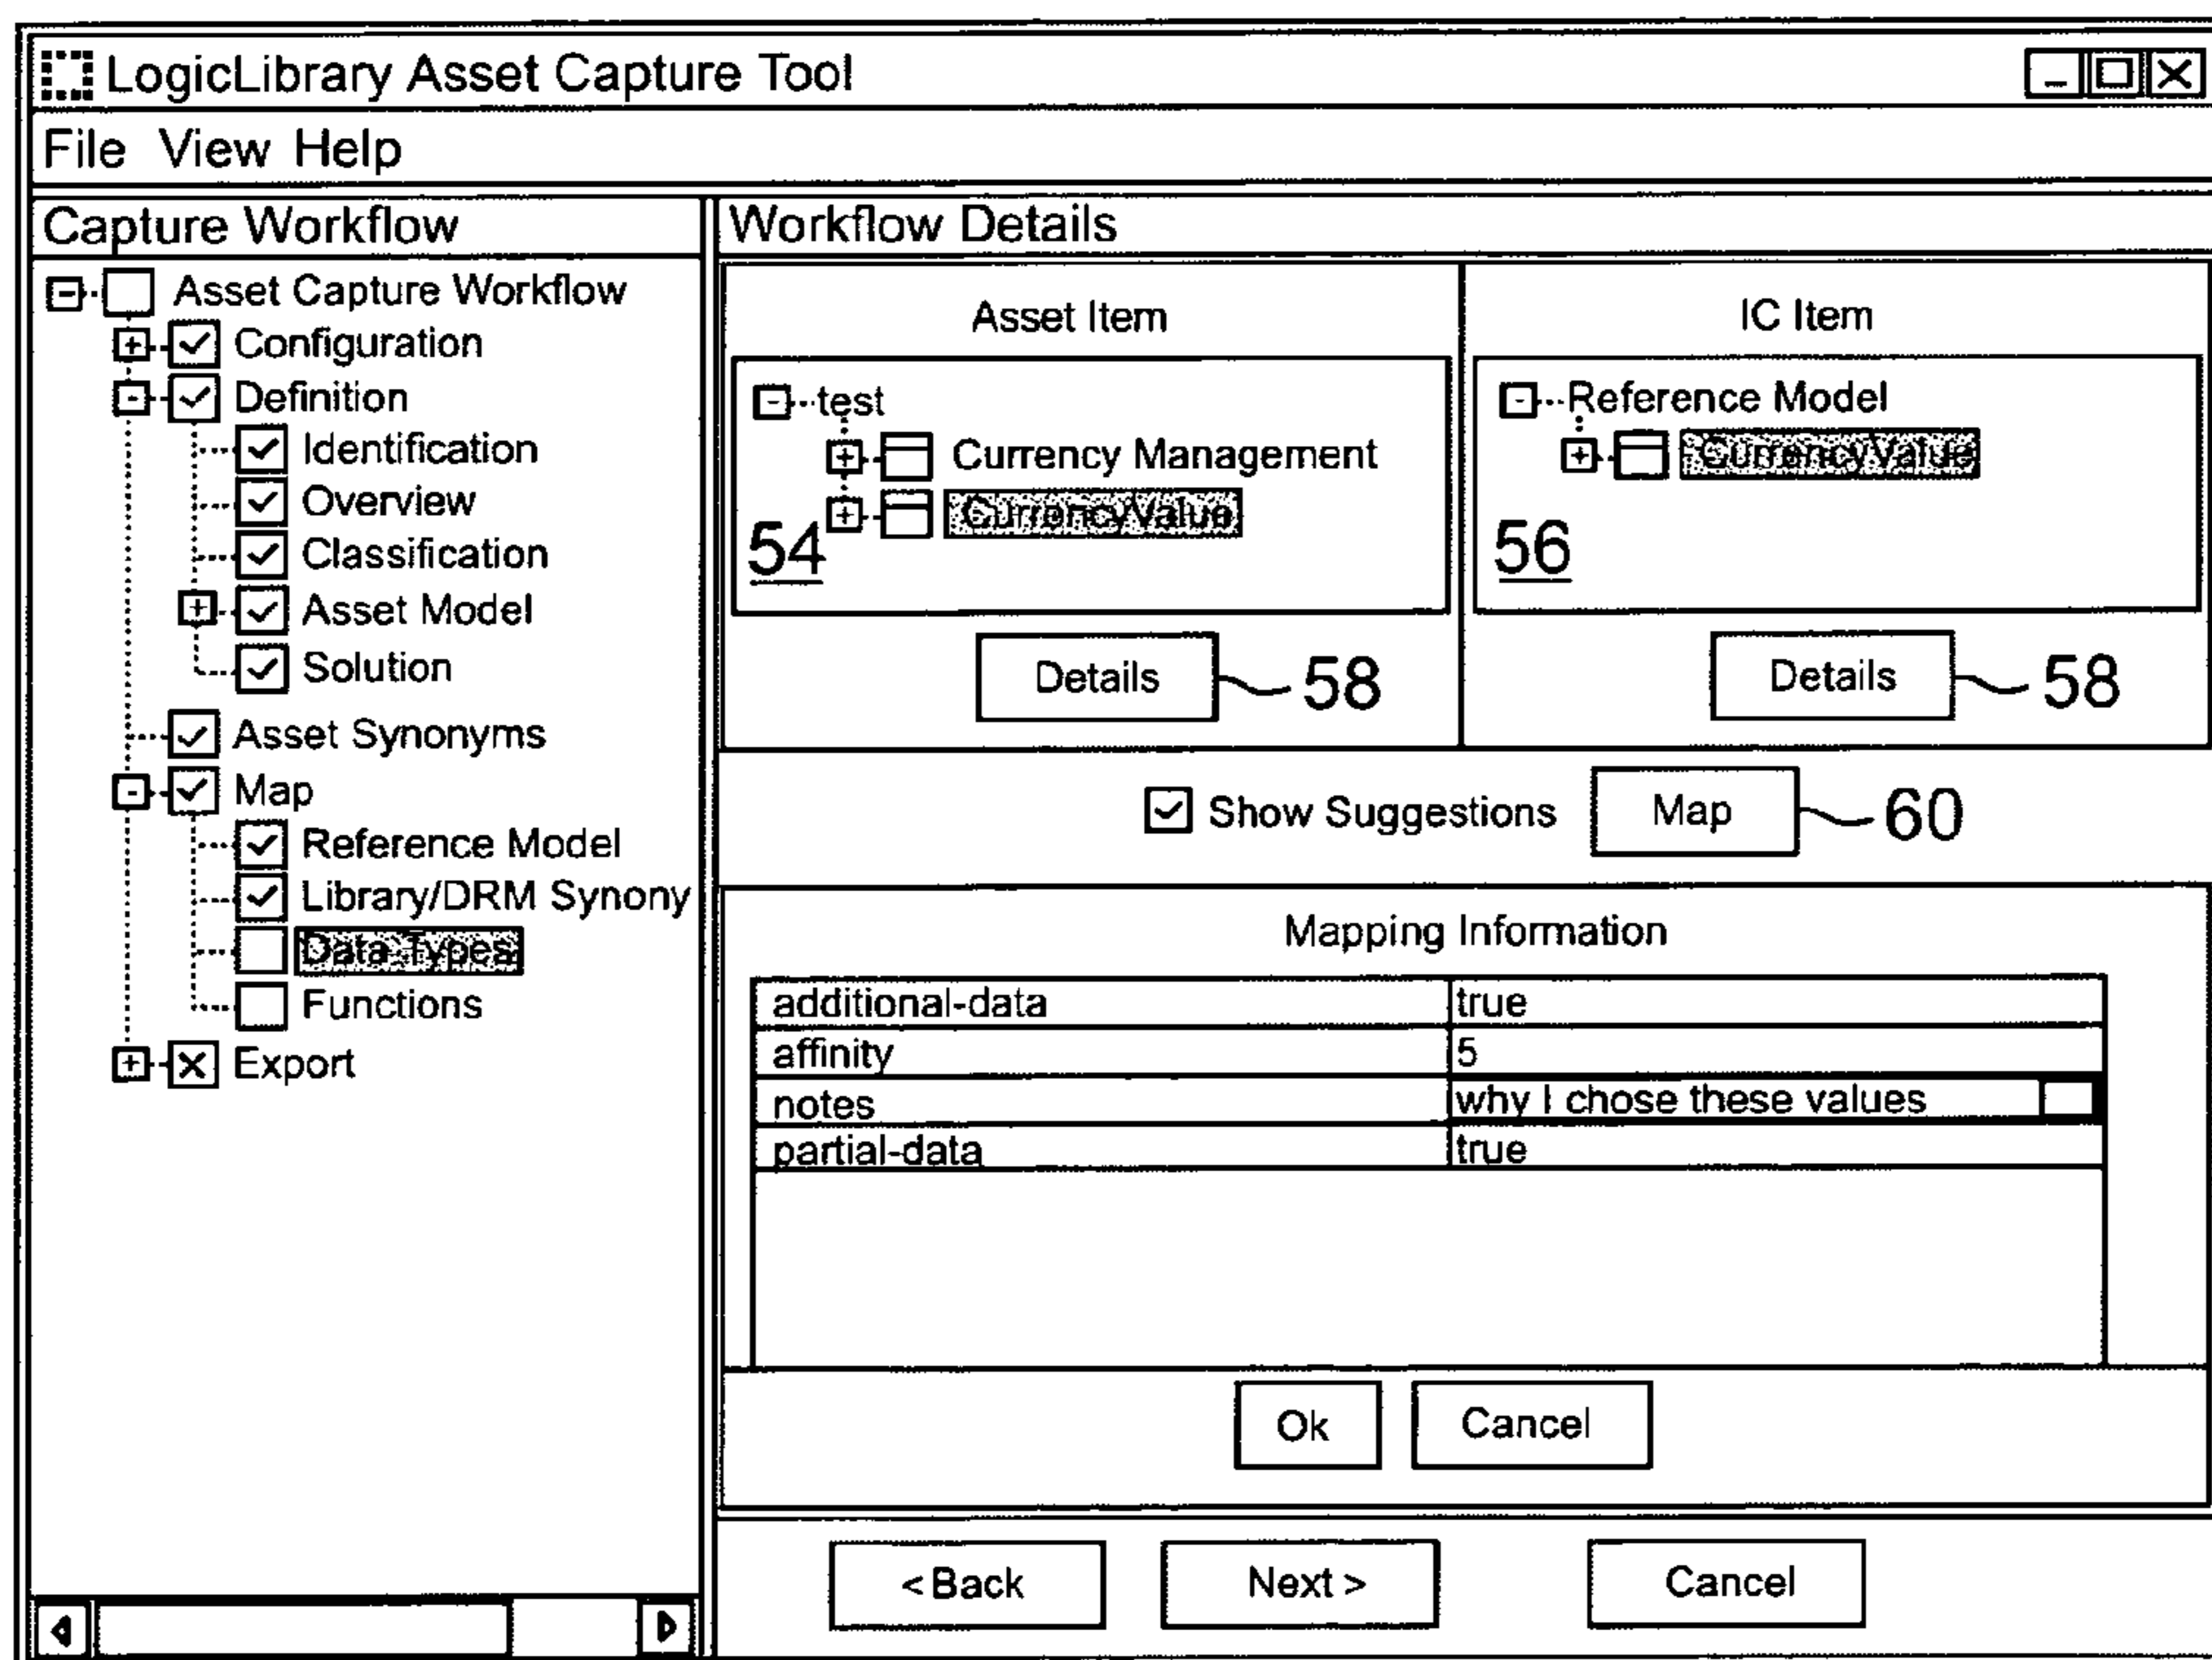 LogicLibrary Asset Capture Tool
File View Help
Capture Workflow
Asset Capture Workflow
Configuration
Definition
Identification
Overview
Classification
Asset Model
Solution
Asset Synonyms
Map
Reference Model
Library/DRM Synony
Data Types
Functions
Export
Workflow Details
Asset Item
test
Currency Management
CurrencyValue
54
Details
58
IC Item
Reference Model
CurrencyValue
56
Details
58
Show Suggestions
Map
60
Mapping Information
additional-data true
affinity 5
notes why I chose these values
partial-data true
Ok
Cancel
< Back
Next >
Cancel